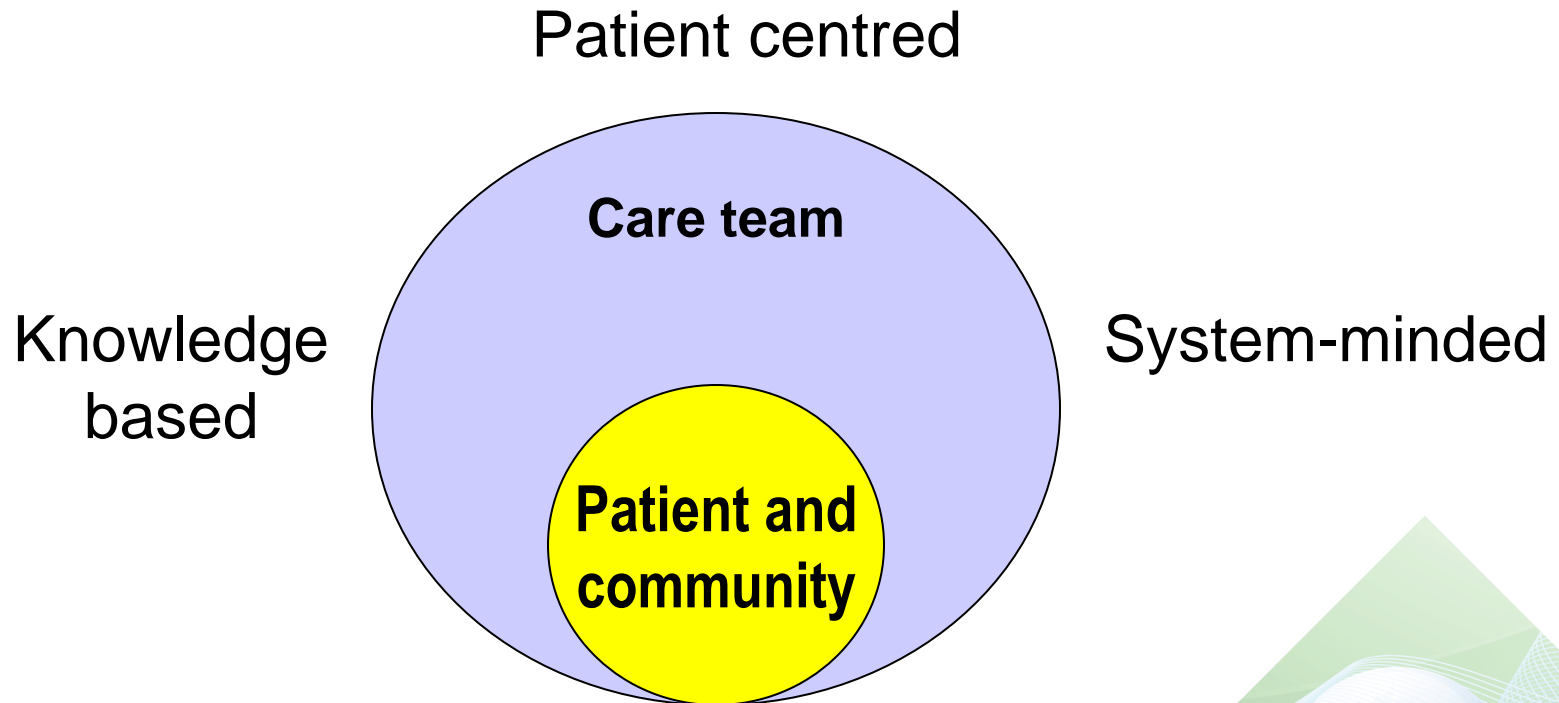 Patient centred
Care team
Knowledge
based
System-minded
Patient and
community